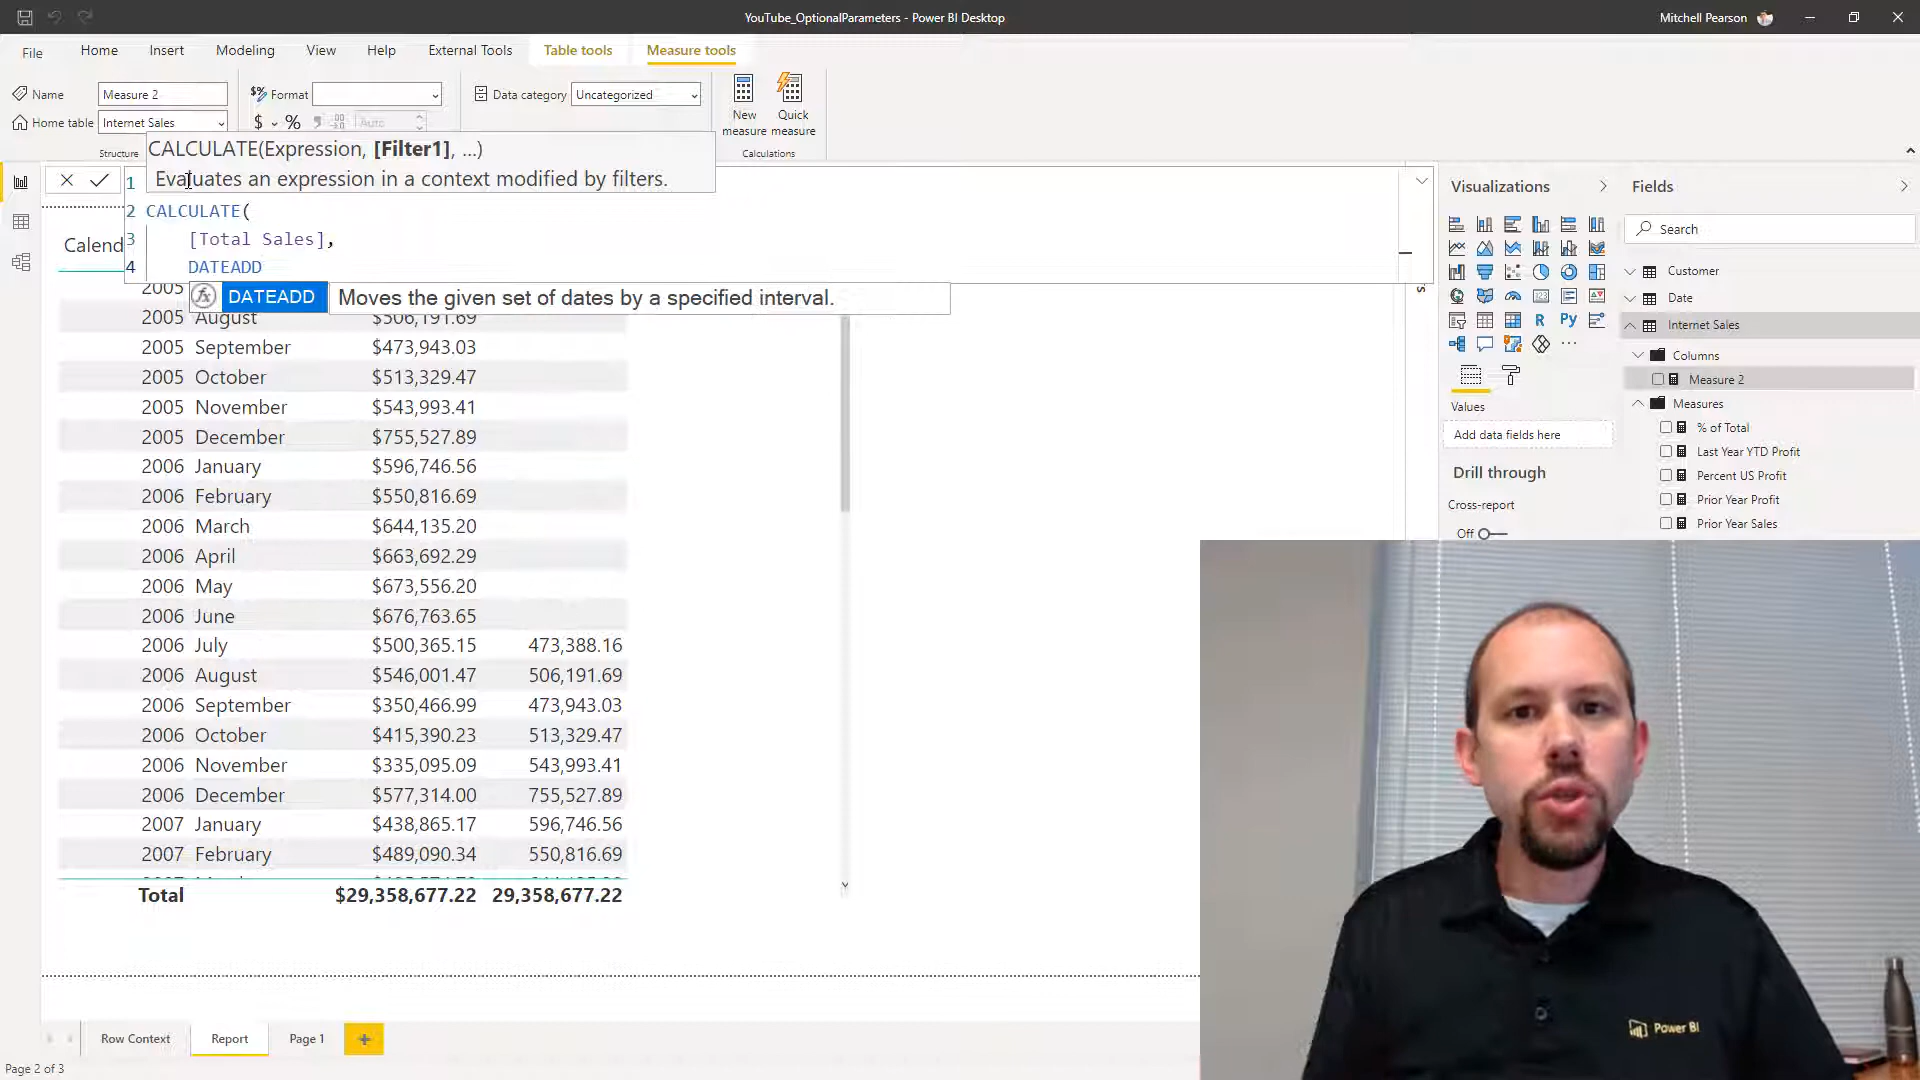 YouTube_OptionalParameters - Power BI Desktop
Mitchell Pearson
File Home Insert Modeling View Help External Tools Table tools Measure tools
Name Measure 2
Home table Internet Sales
Structure
Format
$ % Auto
Data category Uncategorized
New measure
Quick measure
Calculations
CALCULATE(Expression, [Filter1], ...)
Evaluates an expression in a context modified by filters.
1
2 CALCULATE(
3 [Total Sales],
4 DATEADD
DATEADD Moves the given set of dates by a specified interval.
Calend
2005
2005 August $506,191.69
2005 September $473,943.03
2005 October $513,329.47
2005 November $543,993.41
2005 December $755,527.89
2006 January $596,746.56
2006 February $550,816.69
2006 March $644,135.20
2006 April $663,692.29
2006 May $673,556.20
2006 June $676,763.65
2006 July $500,365.15 473,388.16
2006 August $546,001.47 506,191.69
2006 September $350,466.99 473,943.03
2006 October $415,390.23 513,329.47
2006 November $335,095.09 543,993.41
2006 December $577,314.00 755,527.89
2007 January $438,865.17 596,746.56
2007 February $489,090.34 550,816.69
Total $29,358,677.22 29,358,677.22
Visualizations
R Py
Values
Add data fields here
Drill through
Cross-report
Off
Fields
Search
Customer
Date
Internet Sales
Columns
Measure 2
Measures
% of Total
Last Year YTD Profit
Percent US Profit
Prior Year Profit
Prior Year Sales
Power BI
Row Context Report Page 1 +
Page 2 of 3